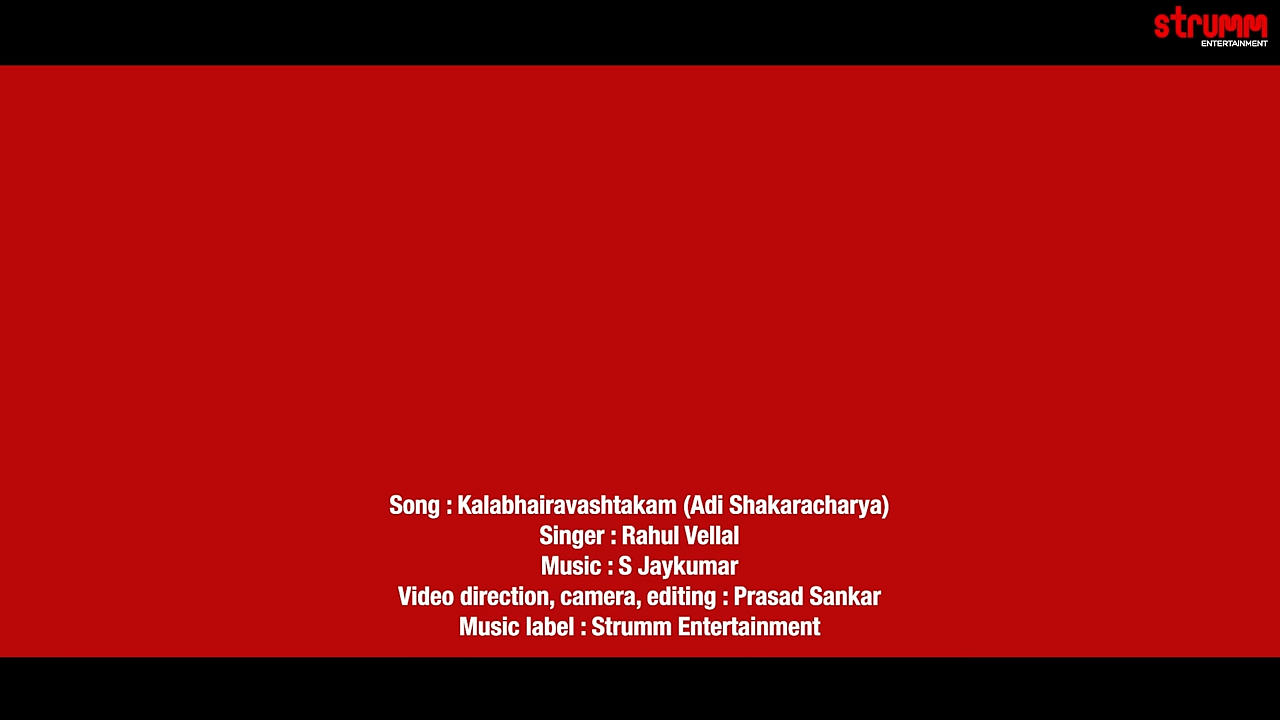 strumm
ENTERTAINMENT
Song : Kalabhairavashtakam (Adi Shakaracharya)
Singer : Rahul Vellal
Music : S Jaykumar
Video direction, camera, editing : Prasad Sankar
Music label : Strumm Entertainment